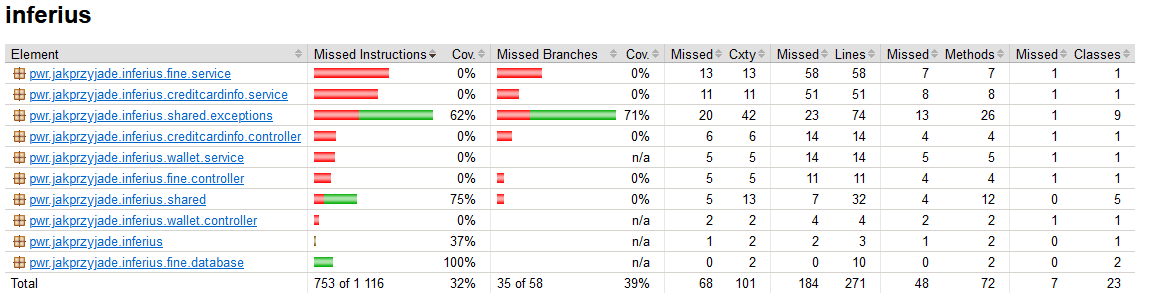 inferius
Element Missed Instructions Cov. Missed Branches Cov. Missed Cxty Missed Lines Missed Methods Missed Classes
pwr.jakprzyjade.inferius.fine.service 0% 0% 13 13 58 58 7 7 1 1
pwr.jakprzyjade.inferius.creditcardinfo.service 0% 0% 11 11 51 51 8 8 1 1
pwr.jakprzyjade.inferius.shared.exceptions 62% 71% 20 42 23 74 13 26 1 9
pwr.jakprzyjade.inferius.creditcardinfo.controller 0% 0% 6 6 14 14 4 4 1 1
pwr.jakprzyjade.inferius.wallet.service 0% n/a 5 5 14 14 5 5 1 1
pwr.jakprzyjade.inferius.fine.controller 0% 0% 5 5 11 11 4 4 1 1
pwr.jakprzyjade.inferius.shared 75% 0% 5 13 7 32 4 12 0 5
pwr.jakprzyjade.inferius.wallet.controller 0% n/a 2 2 4 4 2 2 1 1
pwr.jakprzyjade.inferius 37% n/a 1 2 2 3 1 2 0 1
pwr.jakprzyjade.inferius.fine.database 100% n/a 0 2 0 10 0 2 0 2
Total 753 of 1 116 32% 35 of 58 39% 68 101 184 271 48 72 7 23